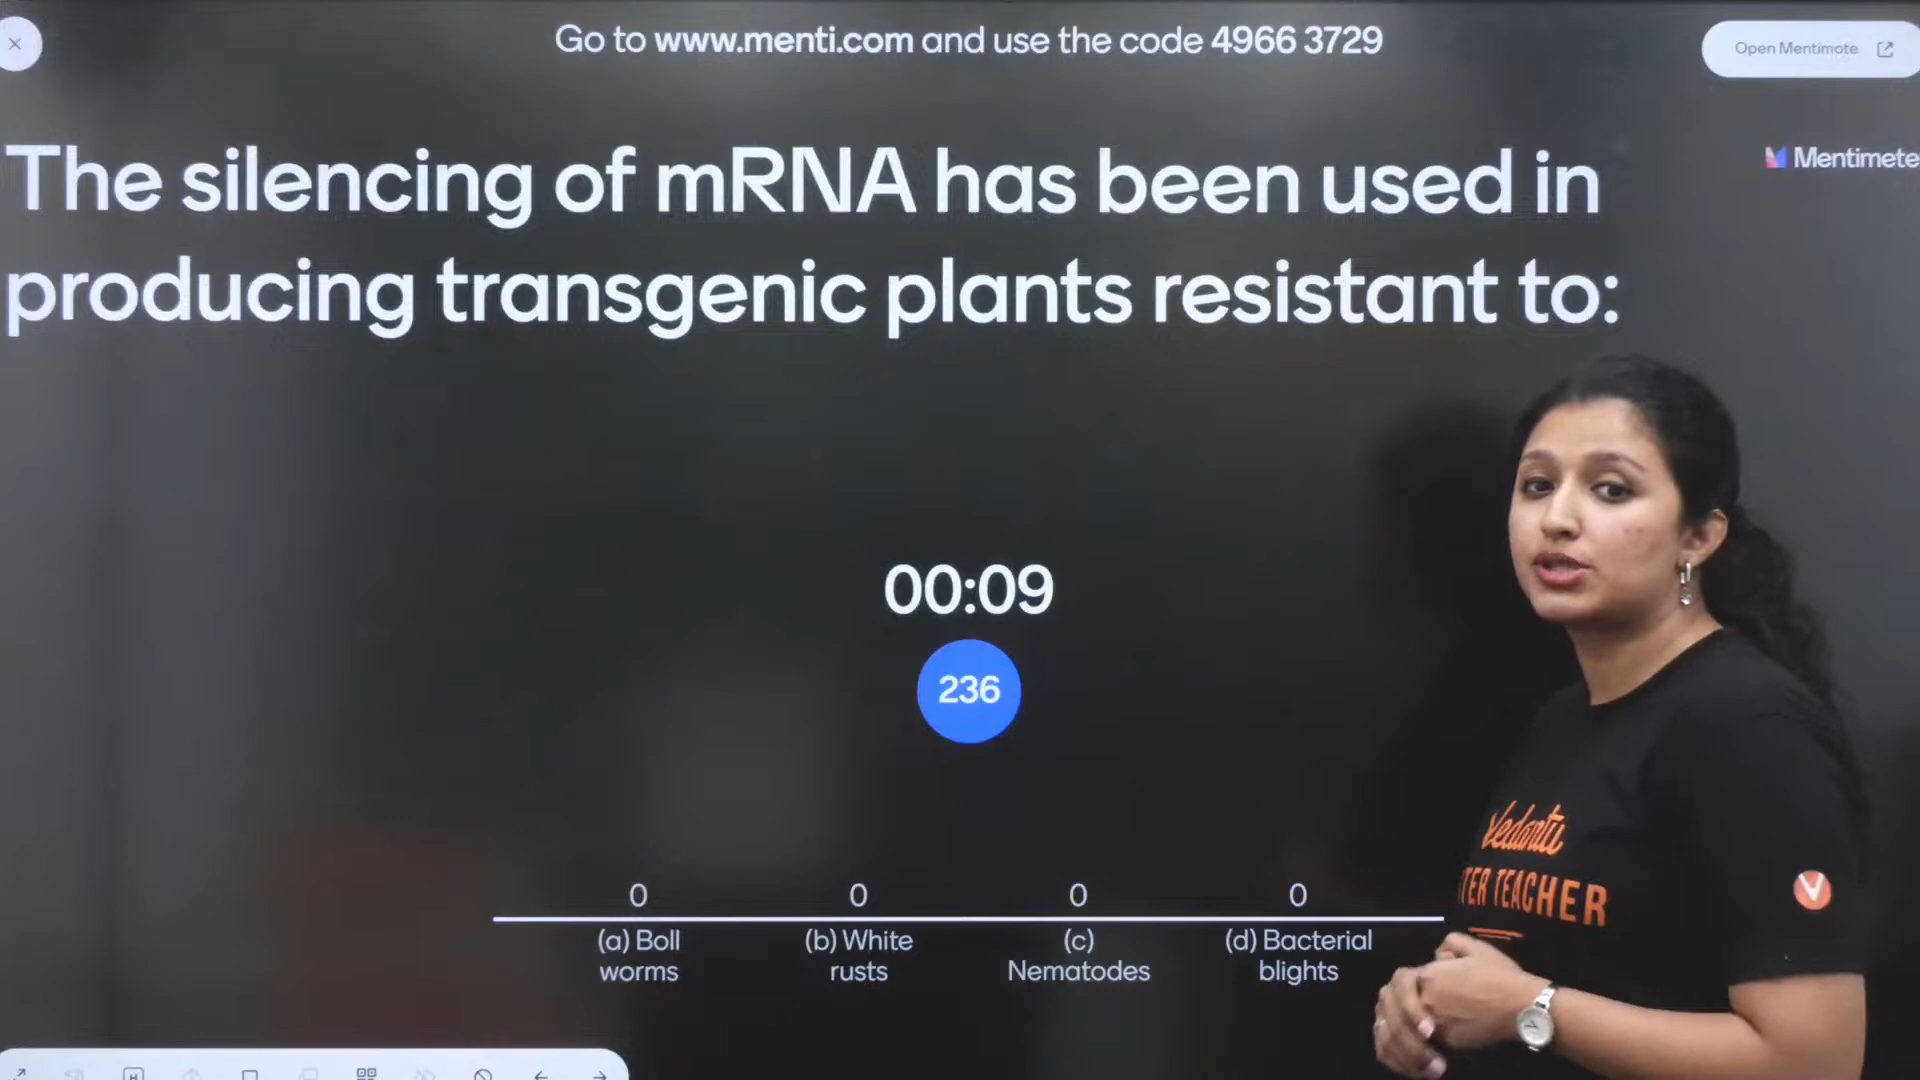 Go to www.menti.com and use the code 4966 3729
Open Mentimote
Mentimete
The silencing of mRNA has been used in
producing transgenic plants resistant to:
00:09
236
0 0 0 0
(a) Boll
worms
(b) White
rusts
(c)
Nematodes
(d) Bacterial
blights
Vedantu
TER TEACHER
V
H